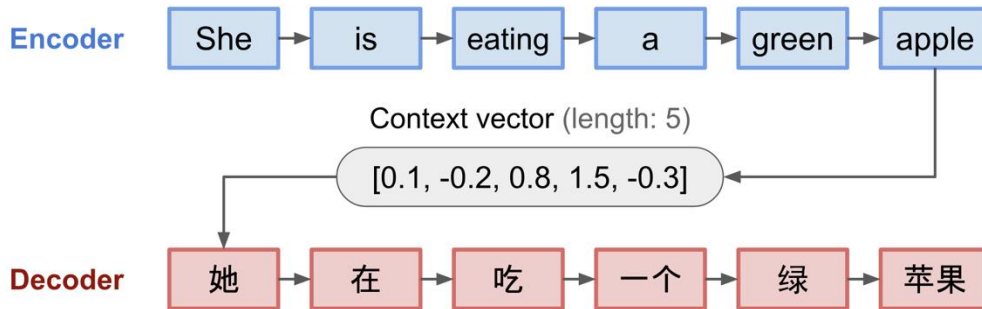 Encoder She is eating a green apple
Context vector (length: 5)
[0.1, -0.2, 0.8, 1.5, -0.3]
Decoder 她 在 吃 一个 绿 苹果